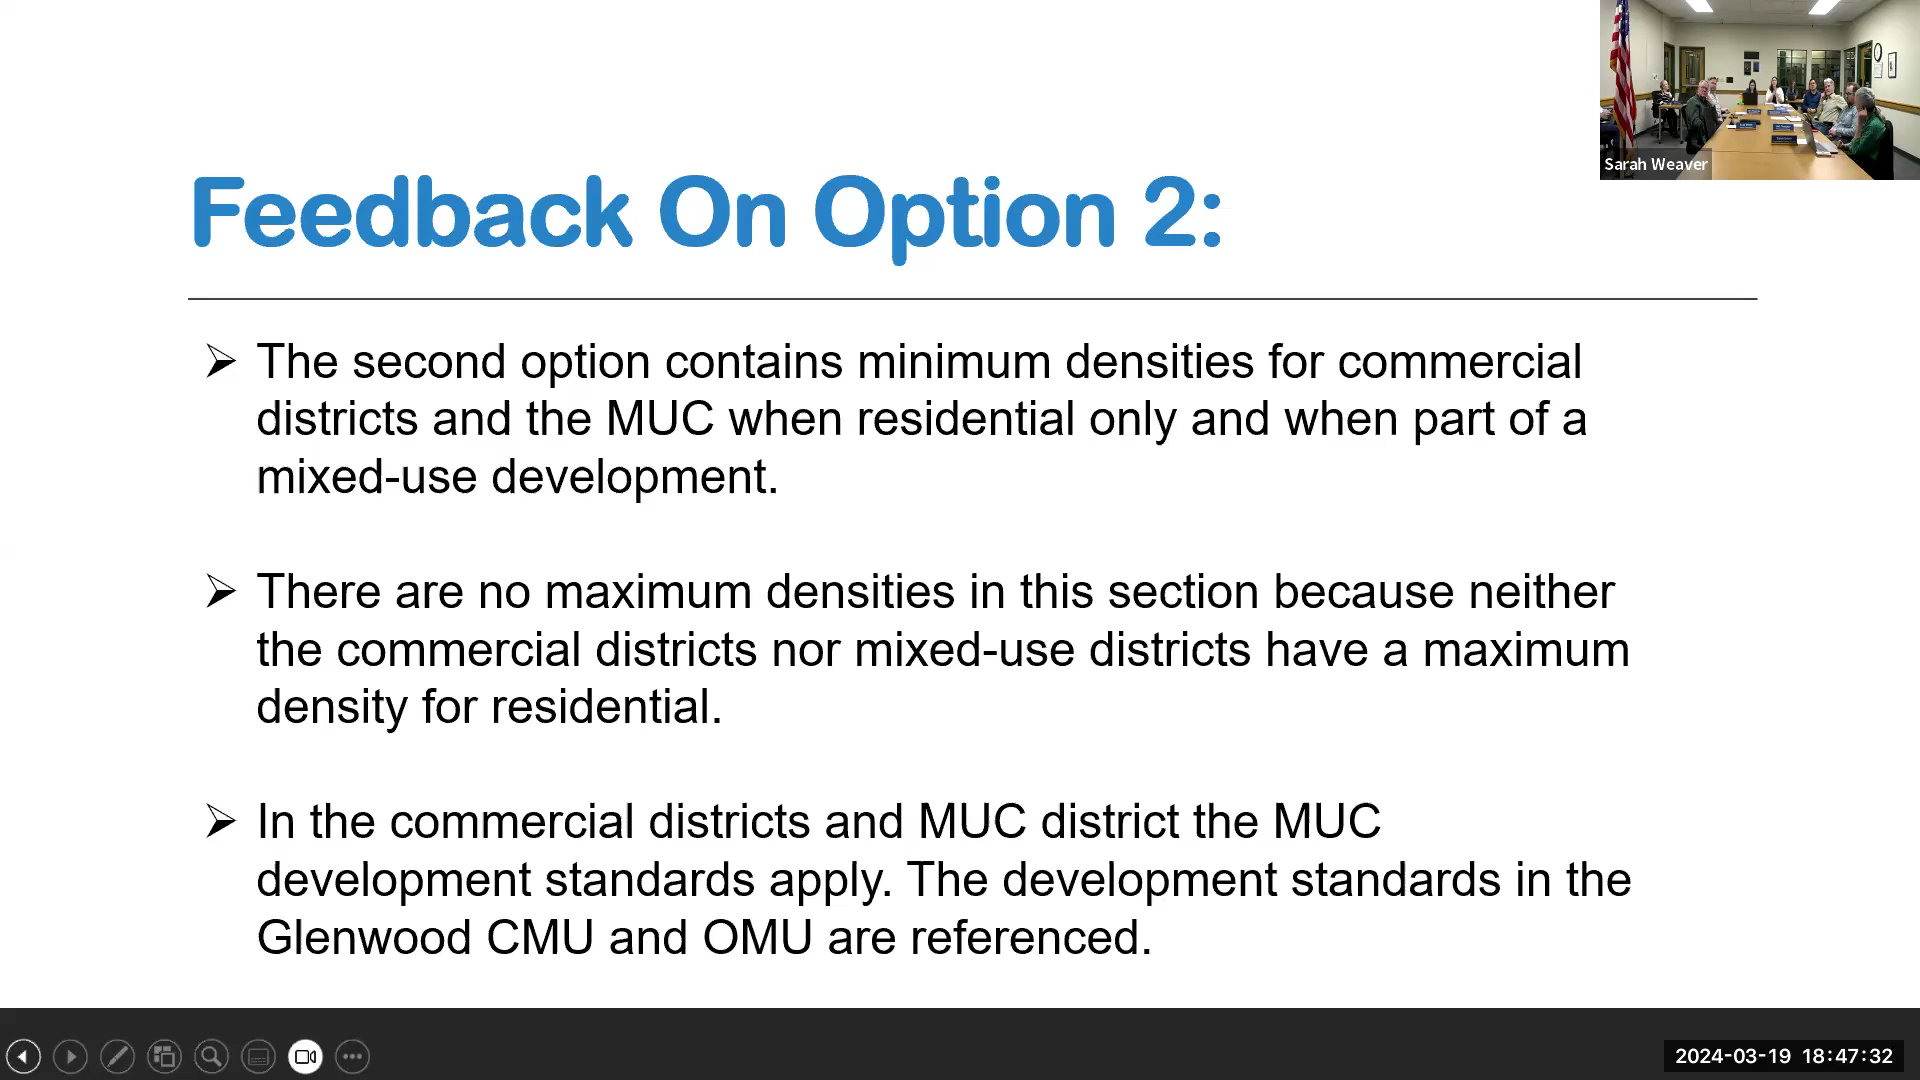 Sarah Weaver
Feedback On Option 2:
➢ The second option contains minimum densities for commercial
districts and the MUC when residential only and when part of a
mixed-use development.
➢ There are no maximum densities in this section because neither
the commercial districts nor mixed-use districts have a maximum
density for residential.
➢ In the commercial districts and MUC district the MUC
development standards apply. The development standards in the
Glenwood CMU and OMU are referenced.
2024-03-19 18:47:32